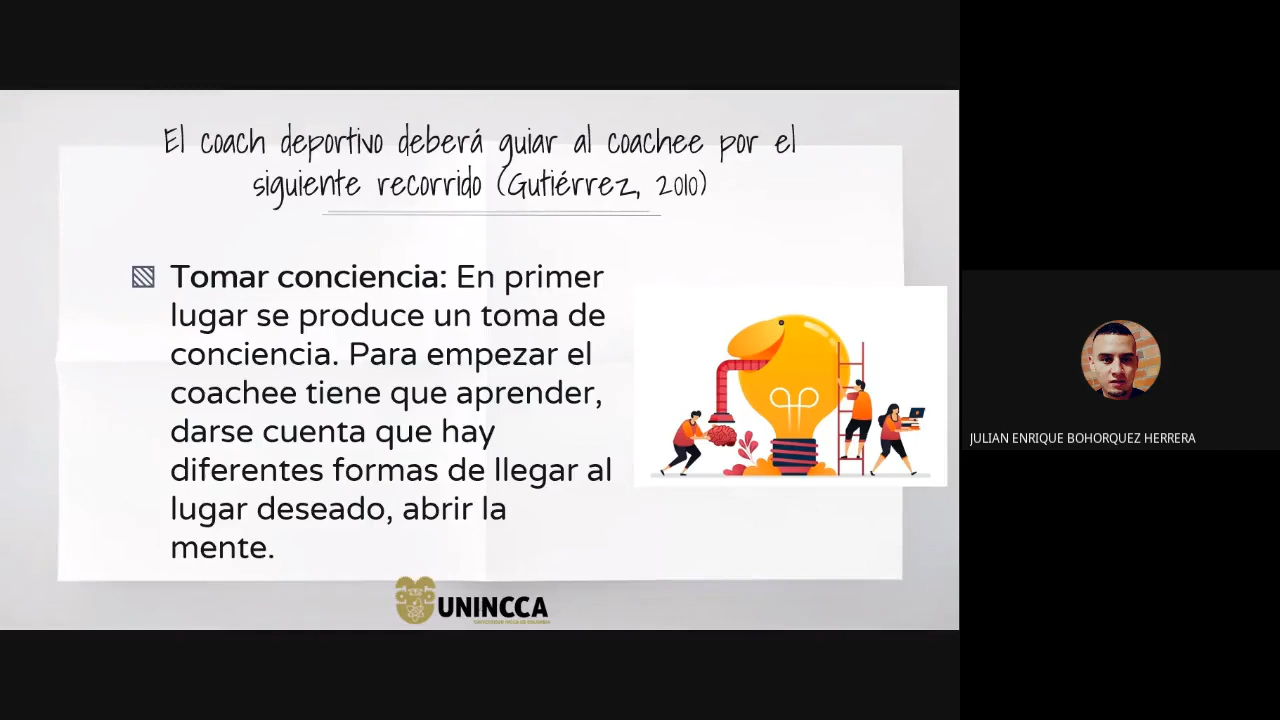 El coach deportivo deberá guiar al coachee por el
siguiente recorrido (Gutiérrez, 2010)
Tomar conciencia: En primer
lugar se produce un toma de
conciencia. Para empezar el
coachee tiene que aprender,
darse cuenta que hay
diferentes formas de llegar al
lugar deseado, abrir la
mente.
UNINCCA
JULIAN ENRIQUE BOHORQUEZ HERRERA